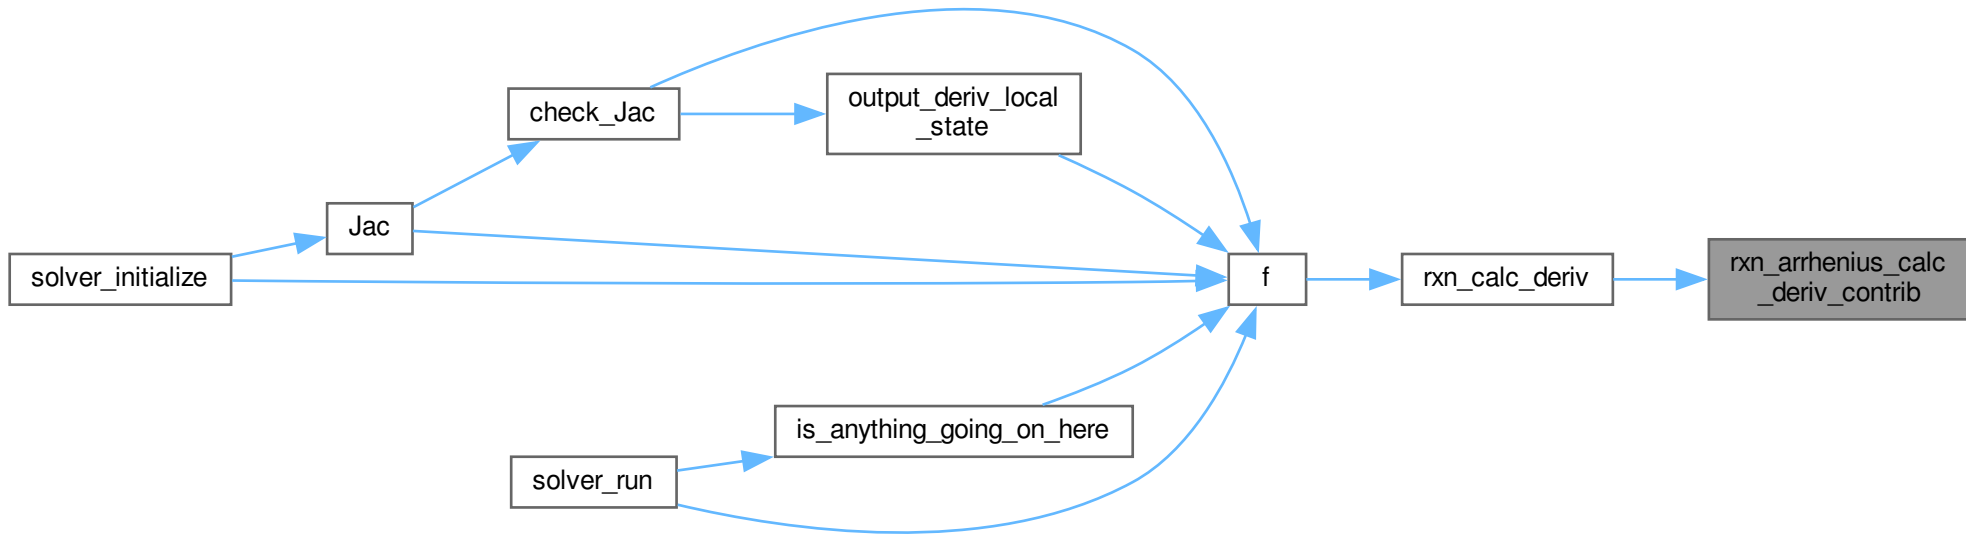 check_Jac
output_deriv_local
_state
Jac
solver_initialize
f
rxn_calc_deriv
rxn_arrhenius_calc
_deriv_contrib
is_anything_going_on_here
solver_run